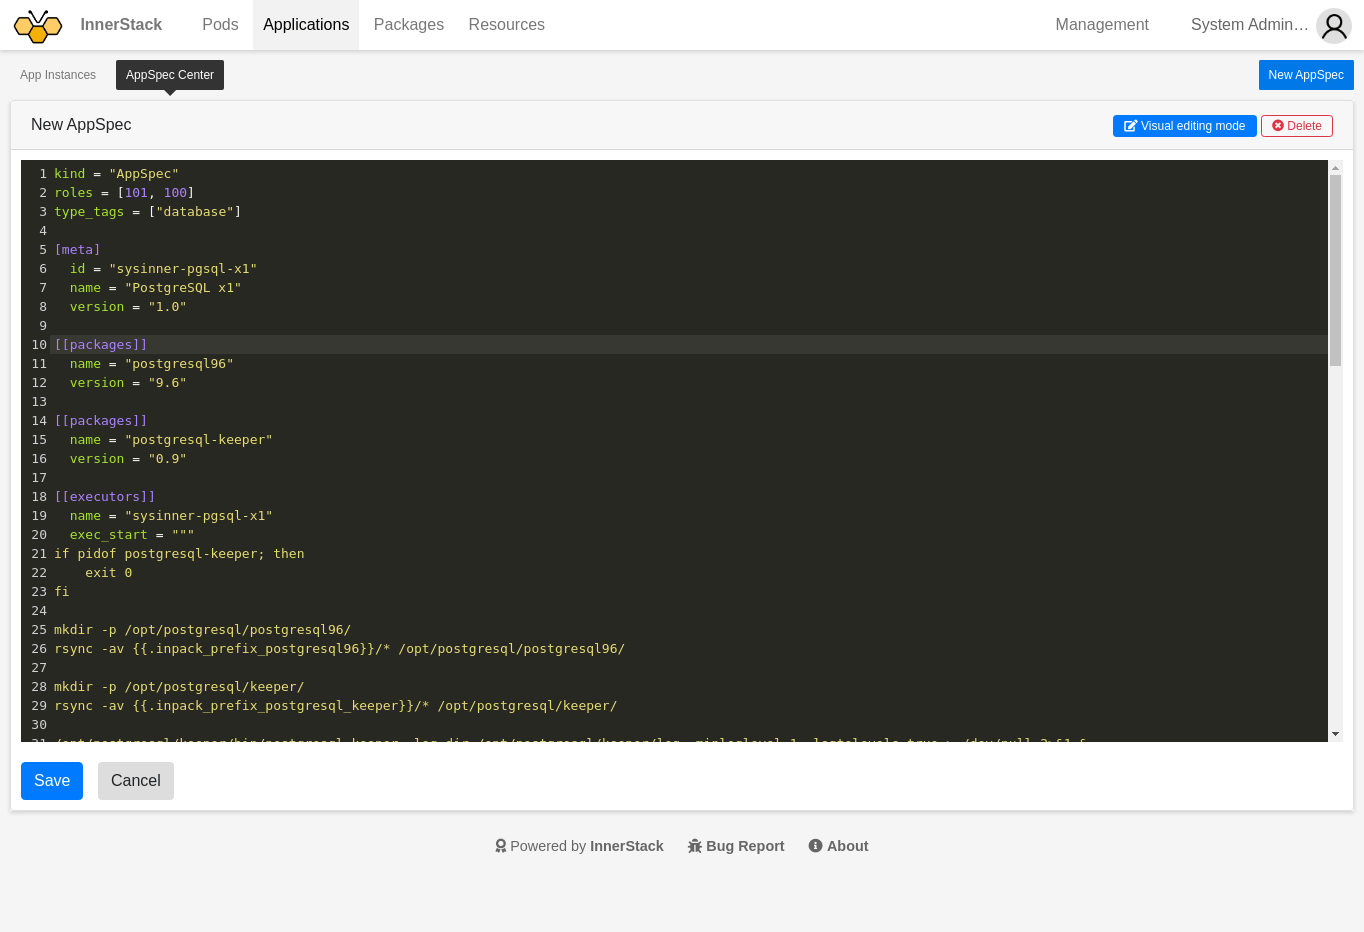 InnerStack Pods Applications Packages Resources Management System Admin…
App Instances AppSpec Center New AppSpec
New AppSpec Visual editing mode Delete
1 kind = "AppSpec"
2 roles = [101, 100]
3 type_tags = ["database"]
4
5 [meta]
6   id = "sysinner-pgsql-x1"
7   name = "PostgreSQL x1"
8   version = "1.0"
9
10 [[packages]]
11   name = "postgresql96"
12   version = "9.6"
13
14 [[packages]]
15   name = "postgresql-keeper"
16   version = "0.9"
17
18 [[executors]]
19   name = "sysinner-pgsql-x1"
20   exec_start = """
21 if pidof postgresql-keeper; then
22     exit 0
23 fi
24
25 mkdir -p /opt/postgresql/postgresql96/
26 rsync -av {{.inpack_prefix_postgresql96}}/* /opt/postgresql/postgresql96/
27
28 mkdir -p /opt/postgresql/keeper/
29 rsync -av {{.inpack_prefix_postgresql_keeper}}/* /opt/postgresql/keeper/
30
Save Cancel
Powered by InnerStack Bug Report About